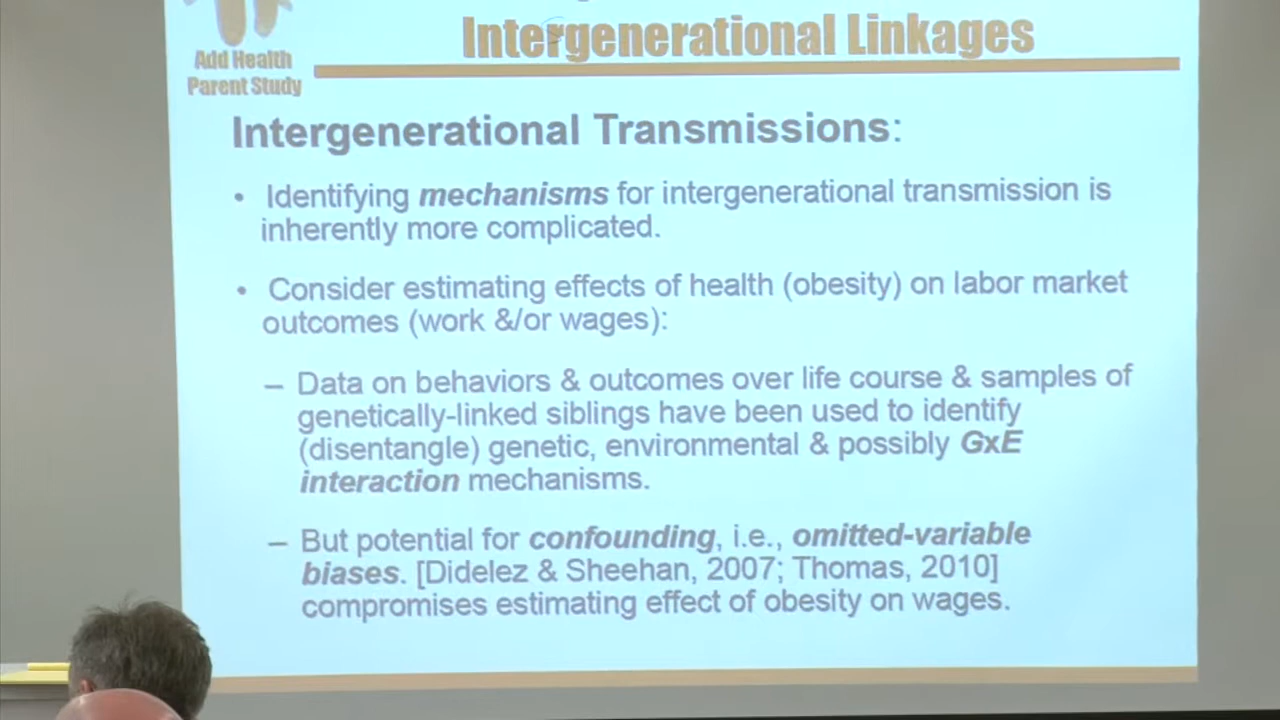 Intergenerational Linkages
Add Health
Parent Study
Intergenerational Transmissions:
• Identifying mechanisms for intergenerational transmission is
inherently more complicated.
• Consider estimating effects of health (obesity) on labor market
outcomes (work &/or wages):
– Data on behaviors & outcomes over life course & samples of
genetically-linked siblings have been used to identify
(disentangle) genetic, environmental & possibly GxE
interaction mechanisms.
– But potential for confounding, i.e., omitted-variable
biases. [Didelez & Sheehan, 2007; Thomas, 2010]
compromises estimating effect of obesity on wages.